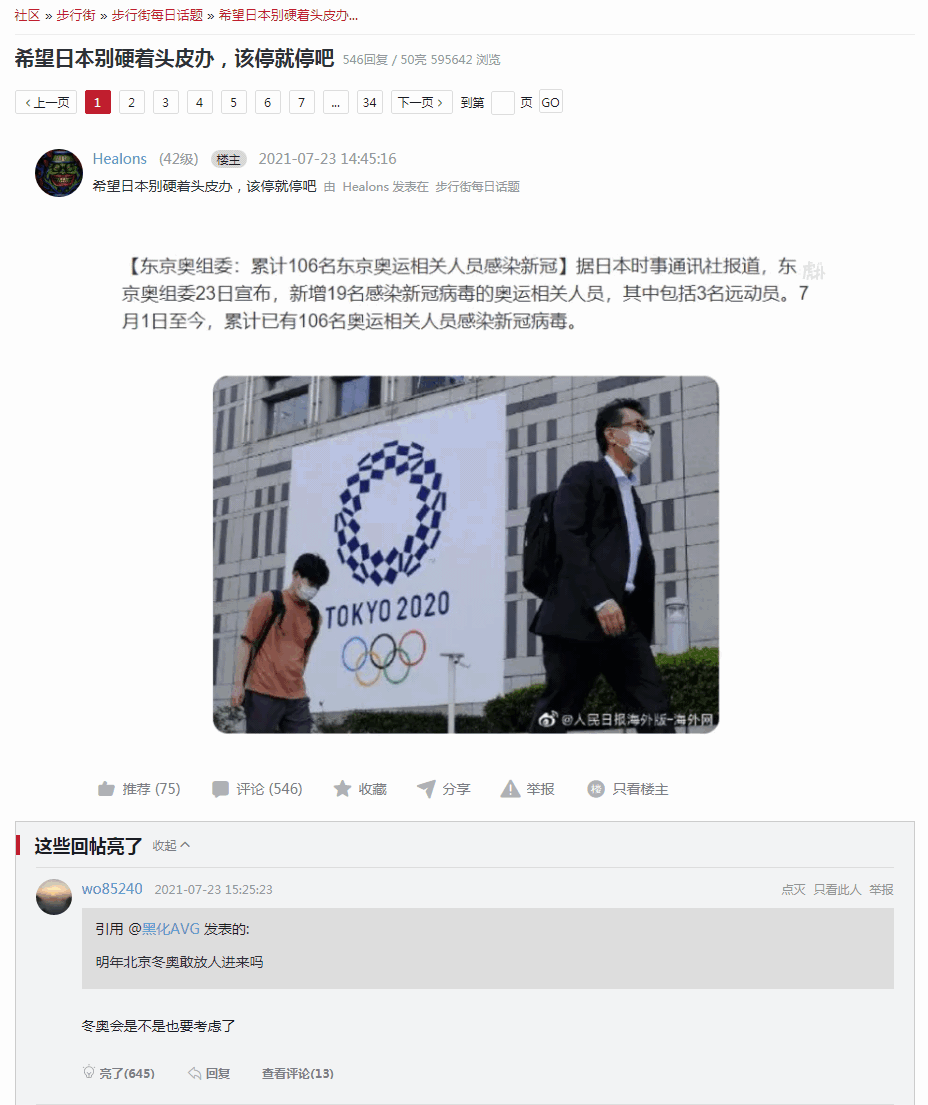 社区 » 步行街 » 步行街每日话题 » 希望日本别硬着头皮办...
希望日本别硬着头皮办，该停就停吧 546回复 / 50亮 595642 浏览
‹ 上一页 1 2 3 4 5 6 7 ... 34 下一页 › 到第 页 GO
Healons (42级) 楼主 2021-07-23 14:45:16
希望日本别硬着头皮办，该停就停吧 由 Healons 发表在 步行街每日话题
【东京奥组委：累计106名东京奥运相关人员感染新冠】据日本时事通讯社报道，东
京奥组委23日宣布，新增19名感染新冠病毒的奥运相关人员，其中包括3名远动员。7
月1日至今，累计已有106名奥运相关人员感染新冠病毒。
TOKYO 2020
@人民日报海外版-海外网
推荐 (75) 评论 (546) 收藏 分享 举报 楼 只看楼主
这些回帖亮了 收起
wo85240 2021-07-23 15:25:23 点灭 只看此人 举报
引用 @黑化AVG 发表的:
明年北京冬奥敢放人进来吗
冬奥会是不是也要考虑了
亮了(645) 回复 查看评论(13)